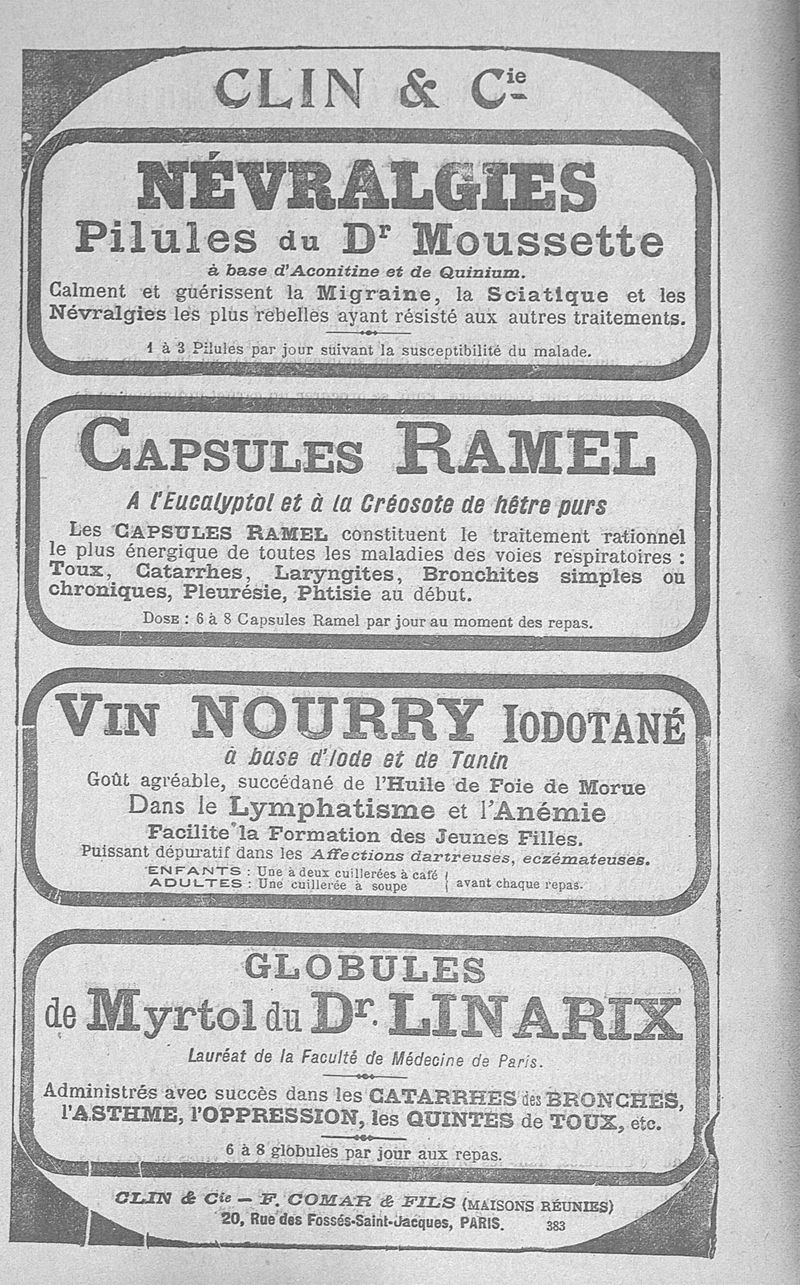 CLIN & Cie
NÉVRALGIES
Pilules du Dr Moussette
à base d'Aconitine et de Quinium.
Calment et guérissent la Migraine, la Sciatique et les
Névralgies les plus rebelles ayant résisté aux autres traitements.
1 à 3 Pilules par jour suivant la susceptibilité du malade.
CAPSULES RAMEL
A l'Eucalyptol et à la Créosote de hêtre purs
Les CAPSULES RAMEL constituent le traitement rationnel
le plus énergique de toutes les maladies des voies respiratoires :
Toux, Catarrhes, Laryngites, Bronchites simples ou
chroniques, Pleurésie, Phtisie au début.
DOSE : 6 à 8 Capsules Ramel par jour au moment des repas.
VIN NOURRY IODOTANÉ
à base d'Iode et de Tanin
Goût agréable, succédané de l'Huile de Foie de Morue
Dans le Lymphatisme et l'Anémie
Facilite la Formation des Jeunes Filles.
Puissant dépuratif dans les Affections dartreuses, eczémateuses.
ENFANTS : Une à deux cuillerées à café
ADULTES : Une cuillerée à soupe } avant chaque repas.
GLOBULES
de Myrtol du Dr. LINARIX
Lauréat de la Faculté de Médecine de Paris.
Administrés avec succès dans les CATARRHES des BRONCHES,
l'ASTHME, l'OPPRESSION, les QUINTES de TOUX, etc.
6 à 8 globules par jour aux repas.
CLIN & Cie — F. COMAR & FILS (MAISONS RÉUNIES)
20, Rue des Fossés-Saint-Jacques, PARIS. 383